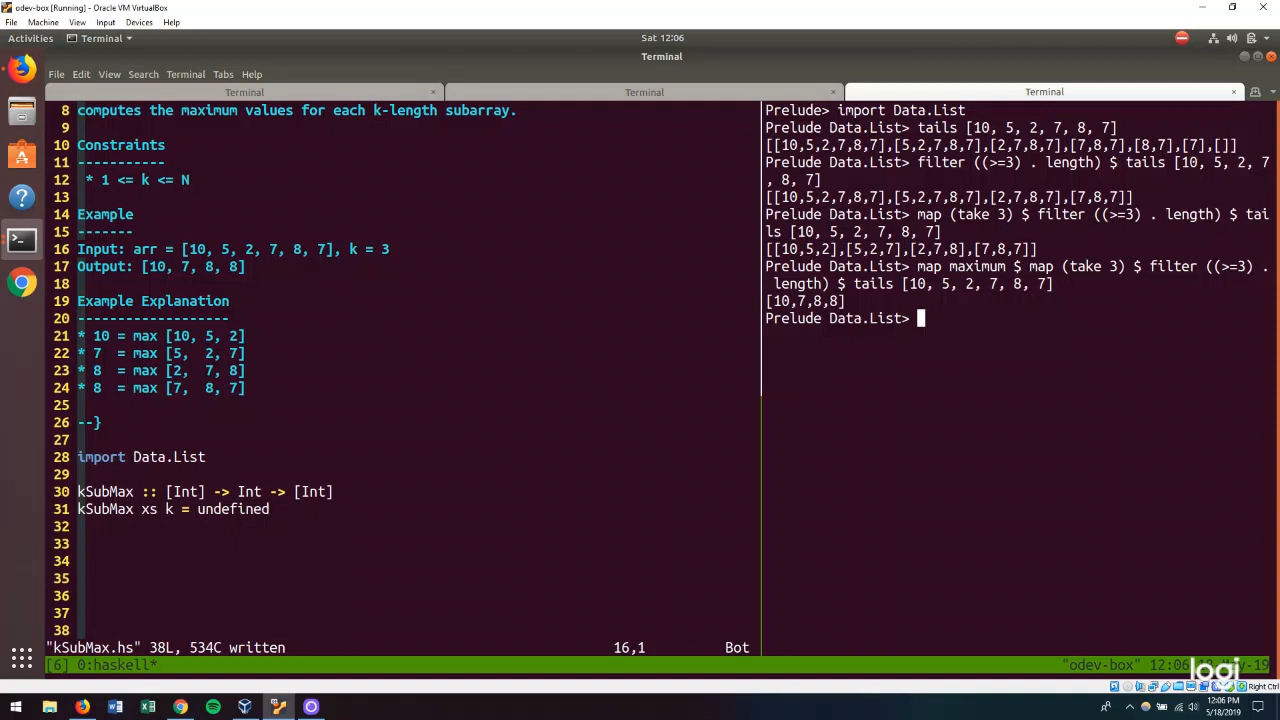 odev-box [Running] - Oracle VM VirtualBox
File Machine View Input Devices Help
Activities Terminal Sat 12:06
Terminal
File Edit View Search Terminal Tabs Help
Terminal × Terminal × Terminal ×
8 computes the maximum values for each k-length subarray.
9
10 Constraints
11 -----------
12 * 1 <= k <= N
13
14 Example
15 -------
16 Input: arr = [10, 5, 2, 7, 8, 7], k = 3
17 Output: [10, 7, 8, 8]
18
19 Example Explanation
20 -------------------
21 * 10 = max [10, 5, 2]
22 * 7  = max [5,  2, 7]
23 * 8  = max [2,  7, 8]
24 * 8  = max [7,  8, 7]
25
26 --}
27
28 import Data.List
29
30 kSubMax :: [Int] -> Int -> [Int]
31 kSubMax xs k = undefined
32
33
34
35
36
37
38
"kSubMax.hs" 38L, 534C written 16,1 Bot
Prelude> import Data.List
Prelude Data.List> tails [10, 5, 2, 7, 8, 7]
[[10,5,2,7,8,7],[5,2,7,8,7],[2,7,8,7],[7,8,7],[8,7],[7],[]]
Prelude Data.List> filter ((>=3) . length) $ tails [10, 5, 2, 7
, 8, 7]
[[10,5,2,7,8,7],[5,2,7,8,7],[2,7,8,7],[7,8,7]]
Prelude Data.List> map (take 3) $ filter ((>=3) . length) $ tai
ls [10, 5, 2, 7, 8, 7]
[[10,5,2],[5,2,7],[2,7,8],[7,8,7]]
Prelude Data.List> map maximum $ map (take 3) $ filter ((>=3) .
length) $ tails [10, 5, 2, 7, 8, 7]
[10,7,8,8]
Prelude Data.List>
[6] 0:haskell* "odev-box" 12:06
logi
Right Ctrl
12:06 PM
5/18/2019